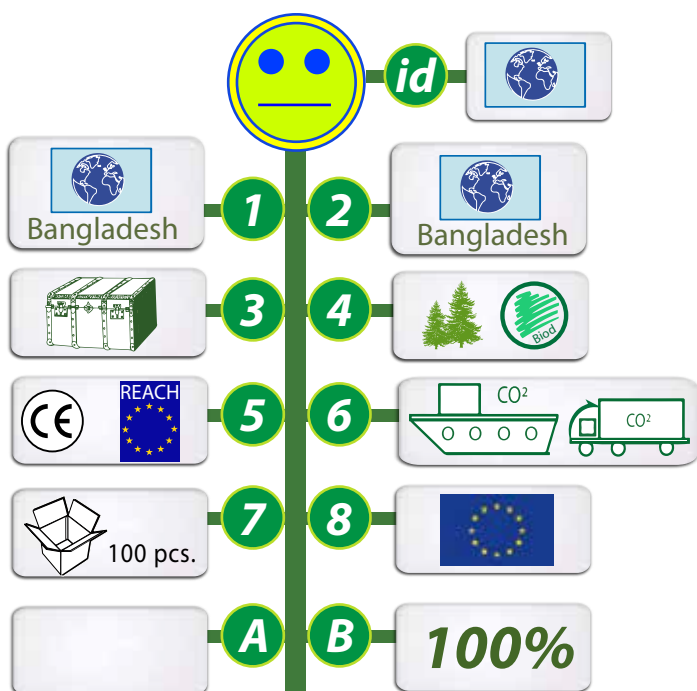 id
Bangladesh
1
2
Bangladesh
3
4
Biod
CE
REACH
5
6
CO²
CO²
7
100 pcs.
8
A
B
100%